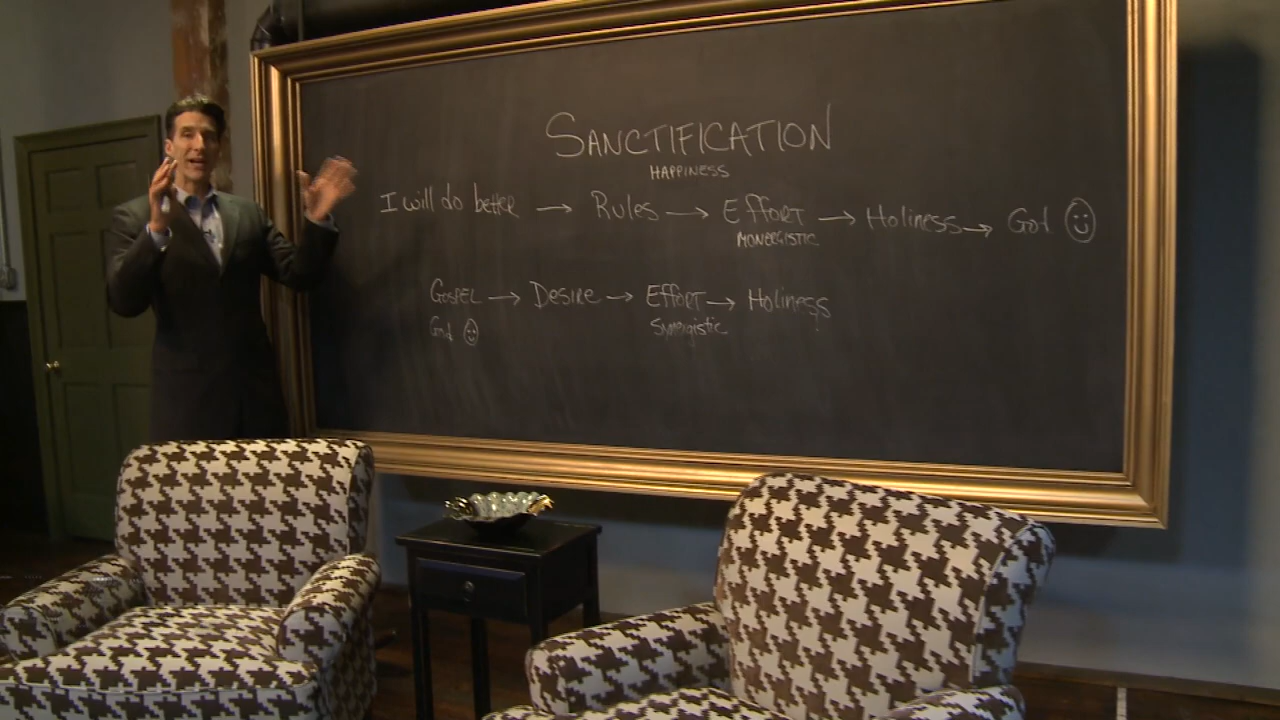 SANCTIFICATION
HAPPINESS
I will do better → Rules → EFFORT → Holiness → God
MONERGISTIC
GOSPEL → DESIRE → EFFORT → HOLINESS
God Synergistic